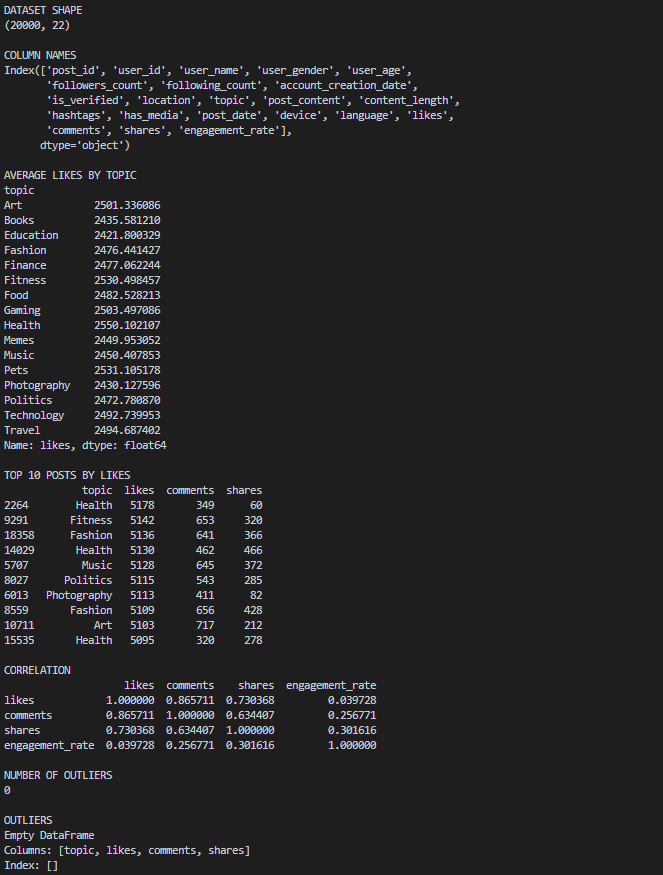 DATASET SHAPE
(20000, 22)
COLUMN NAMES
Index(['post_id', 'user_id', 'user_name', 'user_gender', 'user_age',
'followers_count', 'following_count', 'account_creation_date',
'is_verified', 'location', 'topic', 'post_content', 'content_length',
'hashtags', 'has_media', 'post_date', 'device', 'language', 'likes',
'comments', 'shares', 'engagement_rate'],
dtype='object')
AVERAGE LIKES BY TOPIC
topic
Art 2501.336086
Books 2435.581210
Education 2421.800329
Fashion 2476.441427
Finance 2477.062244
Fitness 2530.498457
Food 2482.528213
Gaming 2503.497086
Health 2550.102107
Memes 2449.953052
Music 2450.407853
Pets 2531.105178
Photography 2430.127596
Politics 2472.780870
Technology 2492.739953
Travel 2494.687402
Name: likes, dtype: float64
TOP 10 POSTS BY LIKES
topic likes comments shares
2264 Health 5178 349 60
9291 Fitness 5142 653 320
18358 Fashion 5136 641 366
14029 Health 5130 462 466
5707 Music 5128 645 372
8027 Politics 5115 543 285
6013 Photography 5113 411 82
8559 Fashion 5109 656 428
10711 Art 5103 717 212
15535 Health 5095 320 278
CORRELATION
likes comments shares engagement_rate
likes 1.000000 0.865711 0.730368 0.039728
comments 0.865711 1.000000 0.634407 0.256771
shares 0.730368 0.634407 1.000000 0.301616
engagement_rate 0.039728 0.256771 0.301616 1.000000
NUMBER OF OUTLIERS
0
OUTLIERS
Empty DataFrame
Columns: [topic, likes, comments, shares]
Index: []